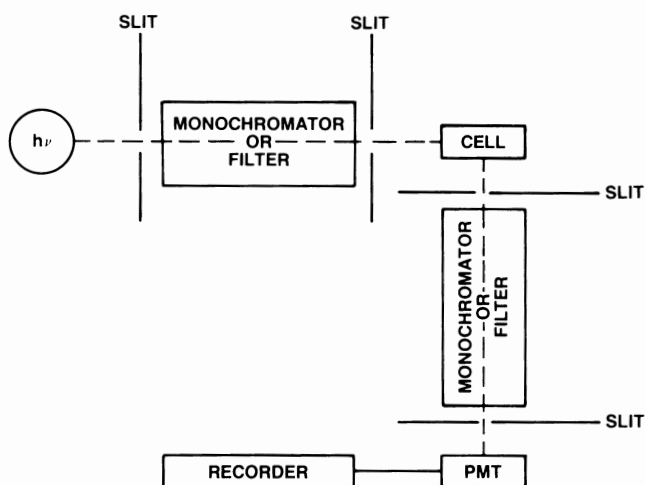 SLIT
SLIT
hν
MONOCHROMATOR
OR
FILTER
CELL
SLIT
MONOCHROMATOR
OR
FILTER
SLIT
RECORDER
PMT